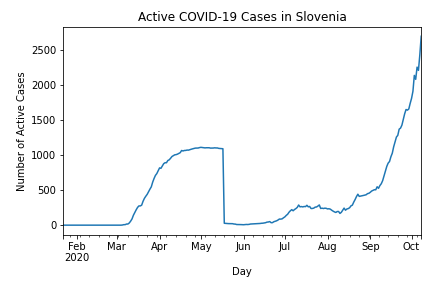 Active COVID-19 Cases in Slovenia
Number of Active Cases
2500
2000
1500
1000
500
0
Feb Mar Apr May Jun Jul Aug Sep Oct
2020
Day